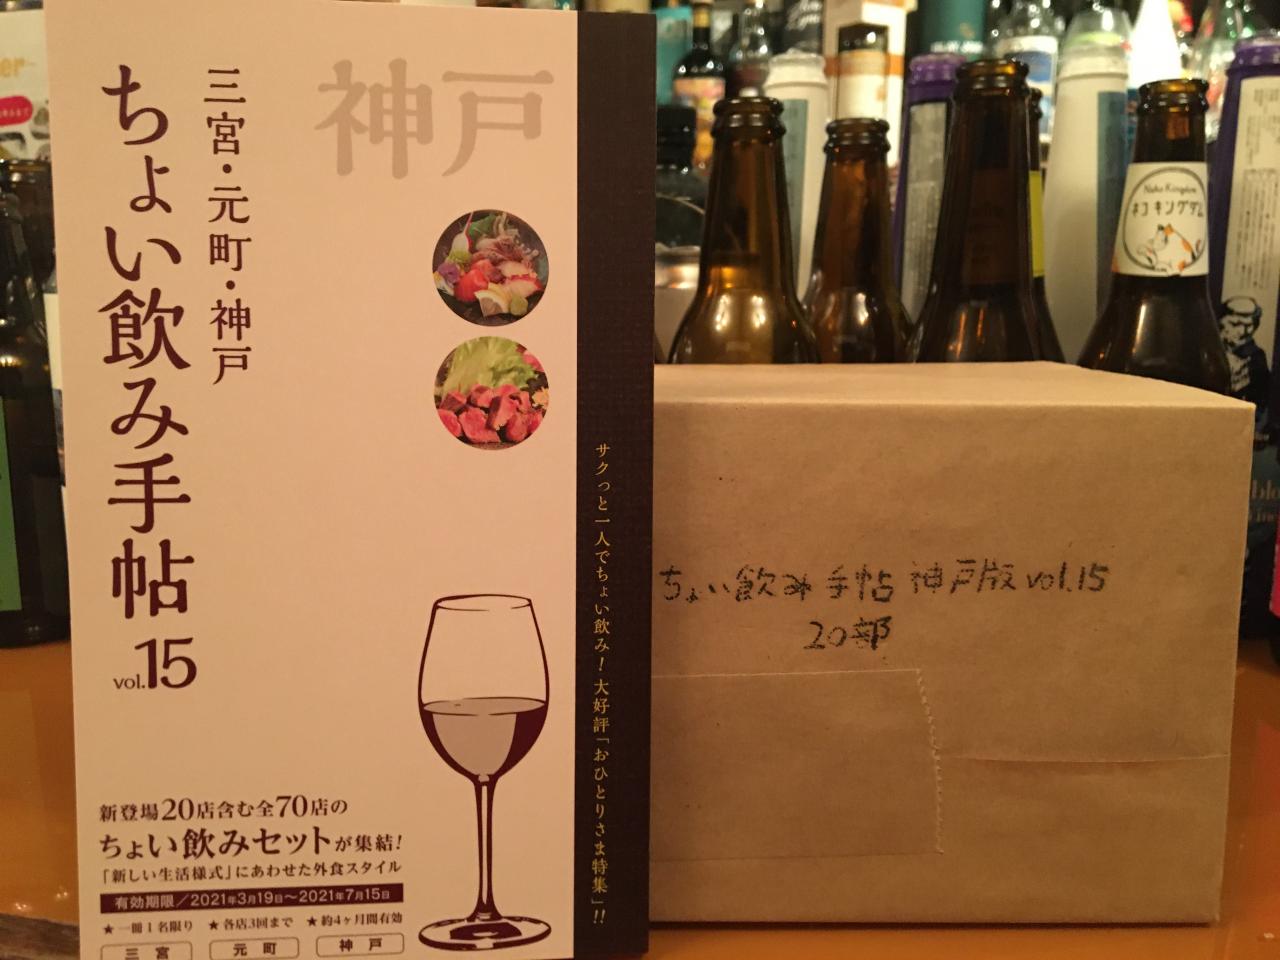 神戸
三宮・元町・神戸
ちょい飲み手帖
vol.15
新登場20店含む全70店の
ちょい飲みセットが集結!
「新しい生活様式」にあわせた外食スタイル
有効期限/2021年3月19日〜2021年7月15日
★一冊1名限り ★各店3回まで ★約4ヶ月間有効
三宮 元町 神戸
サクっと一人でちょい飲み!大好評「おひとりさま特集」!!
ちょい飲み手帖 神戸版 vol.15
20部
Neko Kingdom
ネコキングダム